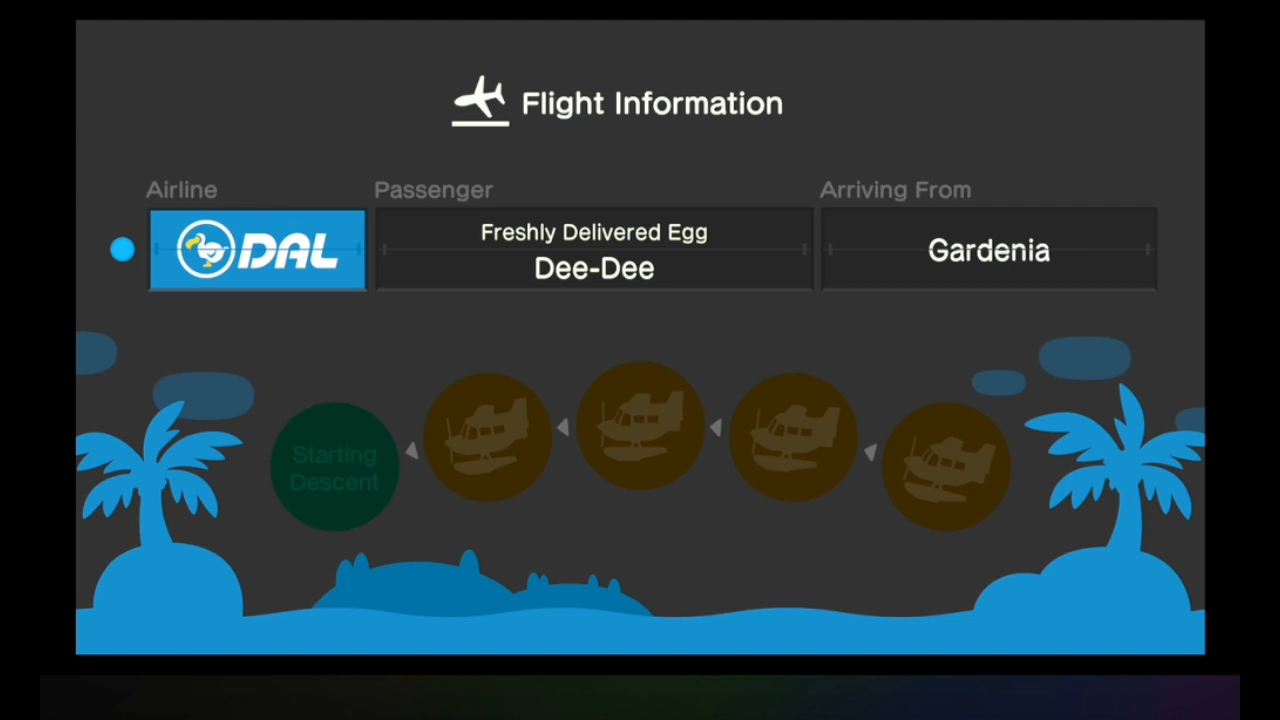 Flight Information
Airline
Passenger
Arriving From
DAL
Freshly Delivered Egg
Dee-Dee
Gardenia
Starting
Descent